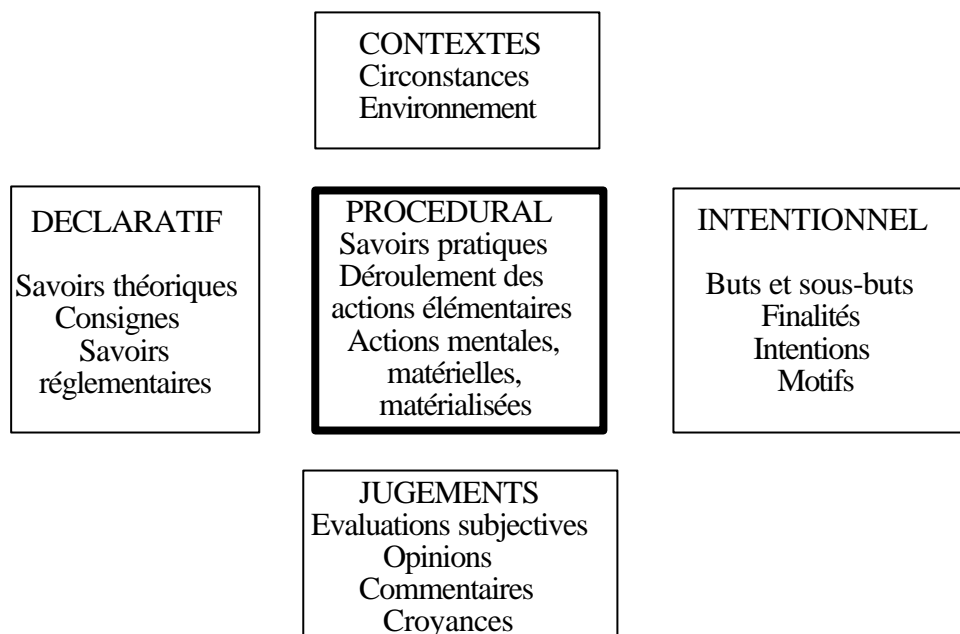 CONTEXTES
Circonstances
Environnement
DECLARATIF
Savoirs théoriques
Consignes
Savoirs
réglementaires
PROCEDURAL
Savoirs pratiques
Déroulement des
actions élémentaires
Actions mentales,
matérielles,
matérialisées
INTENTIONNEL
Buts et sous-buts
Finalités
Intentions
Motifs
JUGEMENTS
Evaluations subjectives
Opinions
Commentaires
Croyances